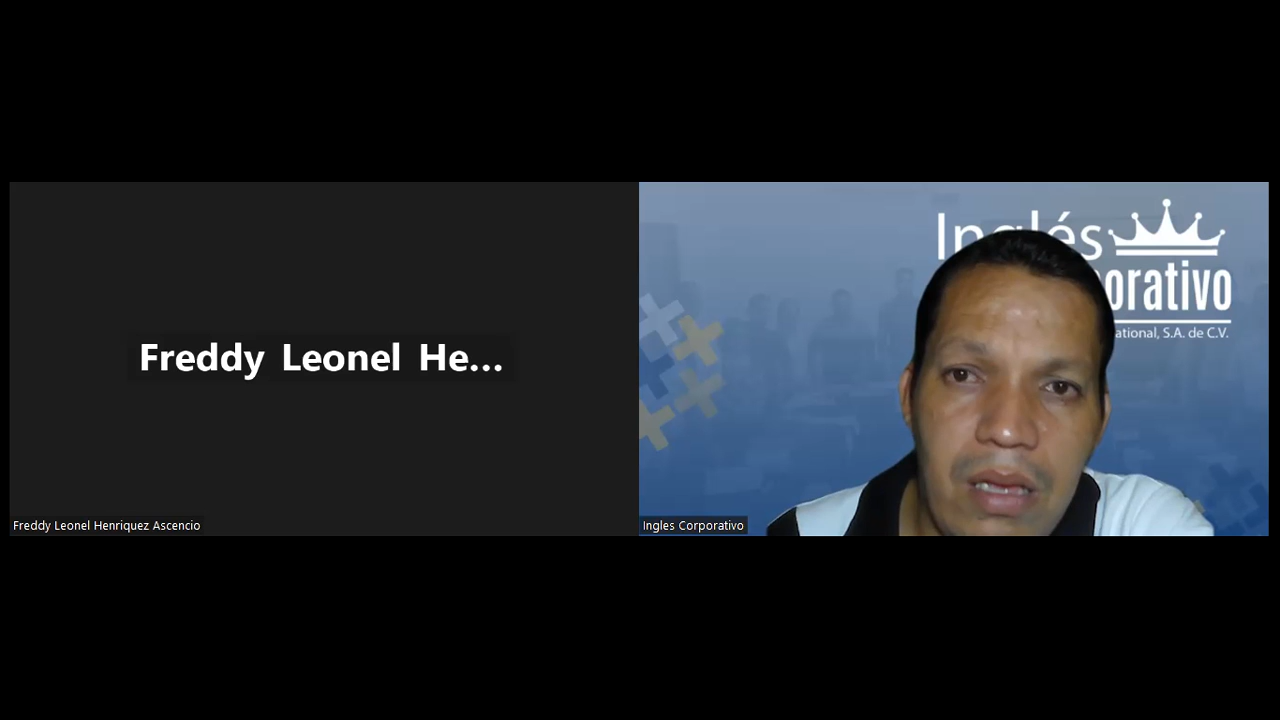 Freddy Leonel He...
Freddy Leonel Henriquez Ascencio
Inglés
orativo
ational, S.A. de C.V.
Ingles Corporativo